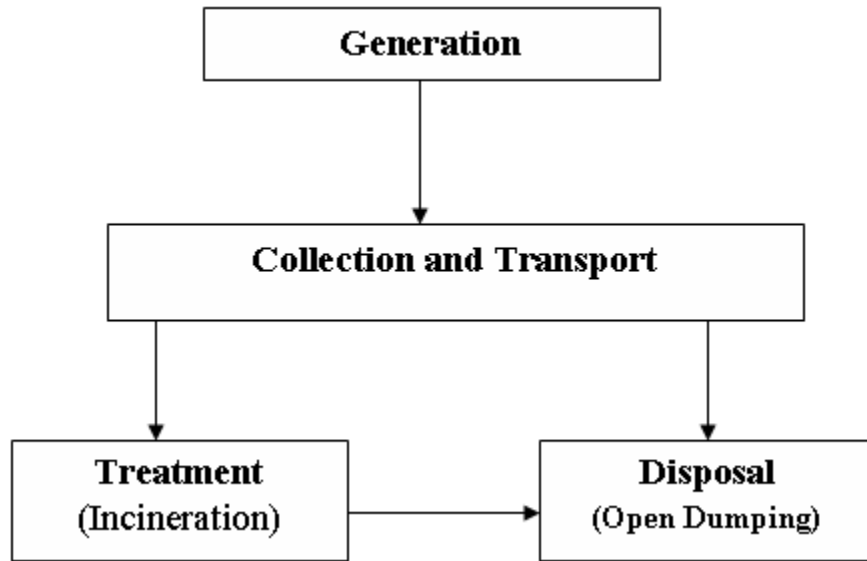 Generation
Collection and Transport
Treatment
(Incineration)
Disposal
(Open Dumping)